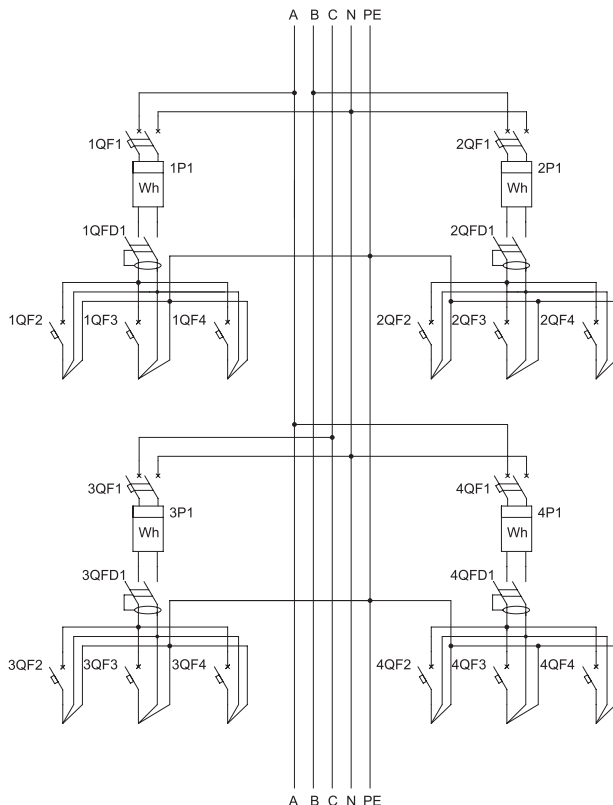 A B C N PE
1QF1
2QF1
1P1
2P1
Wh
Wh
1QFD1
2QFD1
1QF2 1QF3 1QF4
2QF2 2QF3 2QF4
3QF1
4QF1
3P1
4P1
Wh
Wh
3QFD1
4QFD1
3QF2 3QF3 3QF4
4QF2 4QF3 4QF4
A B C N PE